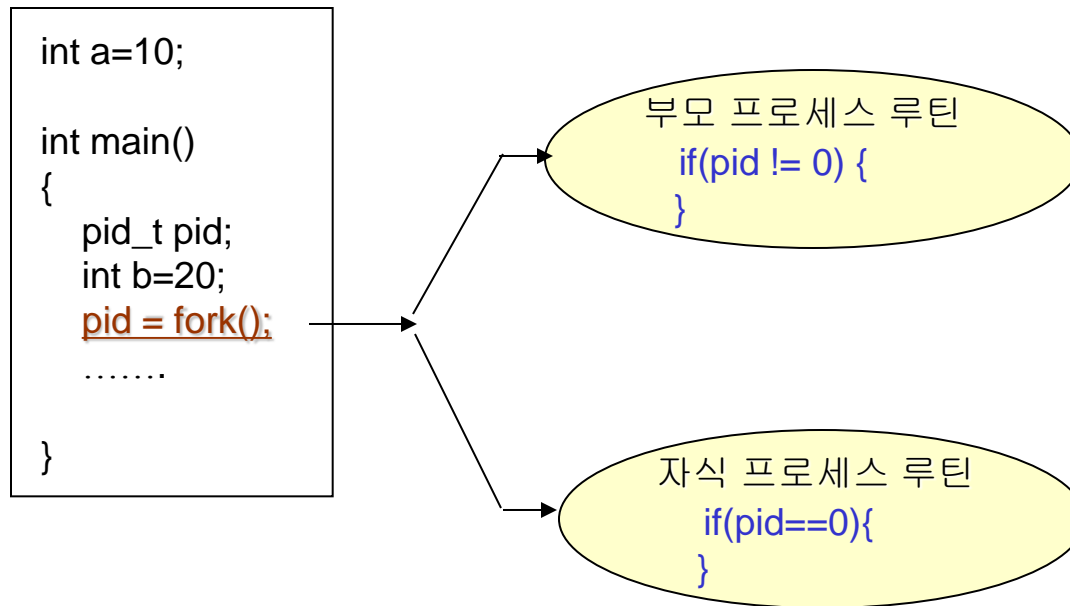 int a=10;
int main()
{
pid_t pid;
int b=20;
pid = fork();
…….
}
부모 프로세스 루틴
if(pid != 0) {
}
자식 프로세스 루틴
if(pid==0){
}